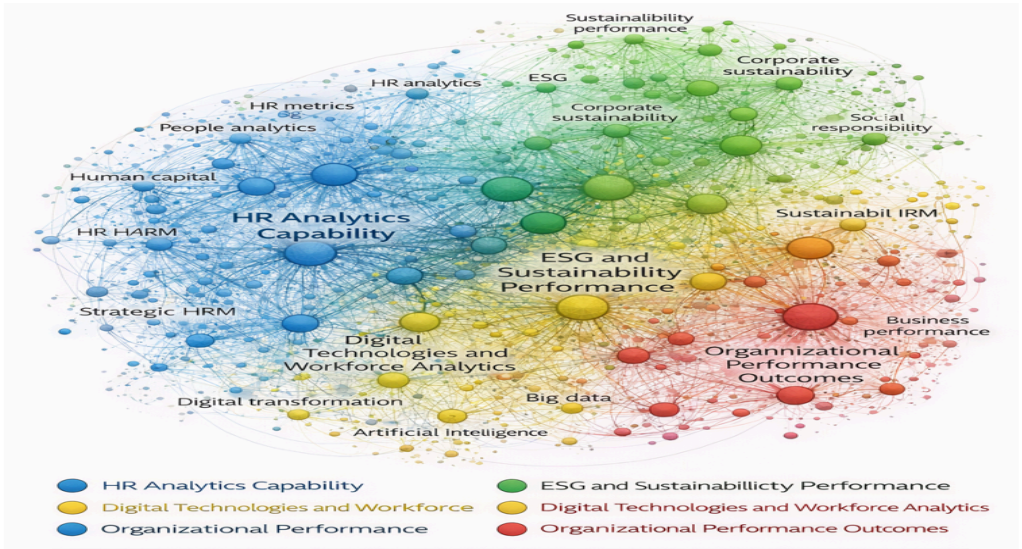 Sustainalibility
performance
Corporate
sustainability
ESG
HR analytics
HR metrics
Corporate
sustainability
Social
responsibility
People analytics
Human capital
HR Analytics
Capability
Sustainabil IRM
HR HARM
ESG and
Sustainability
Performance
Strategic HRM
Business
performance
Digital
Technologies and
Workforce Analytics
Organnizational
Performance
Outcomes
Digital transformation
Big data
Artificial Intelligence
HR Analytics Capability
ESG and Sustainabillicty Performance
Digital Technologies and Workforce
Digital Technologies and Workforce Analytics
Organizational Performance
Organizational Performance Outcomes